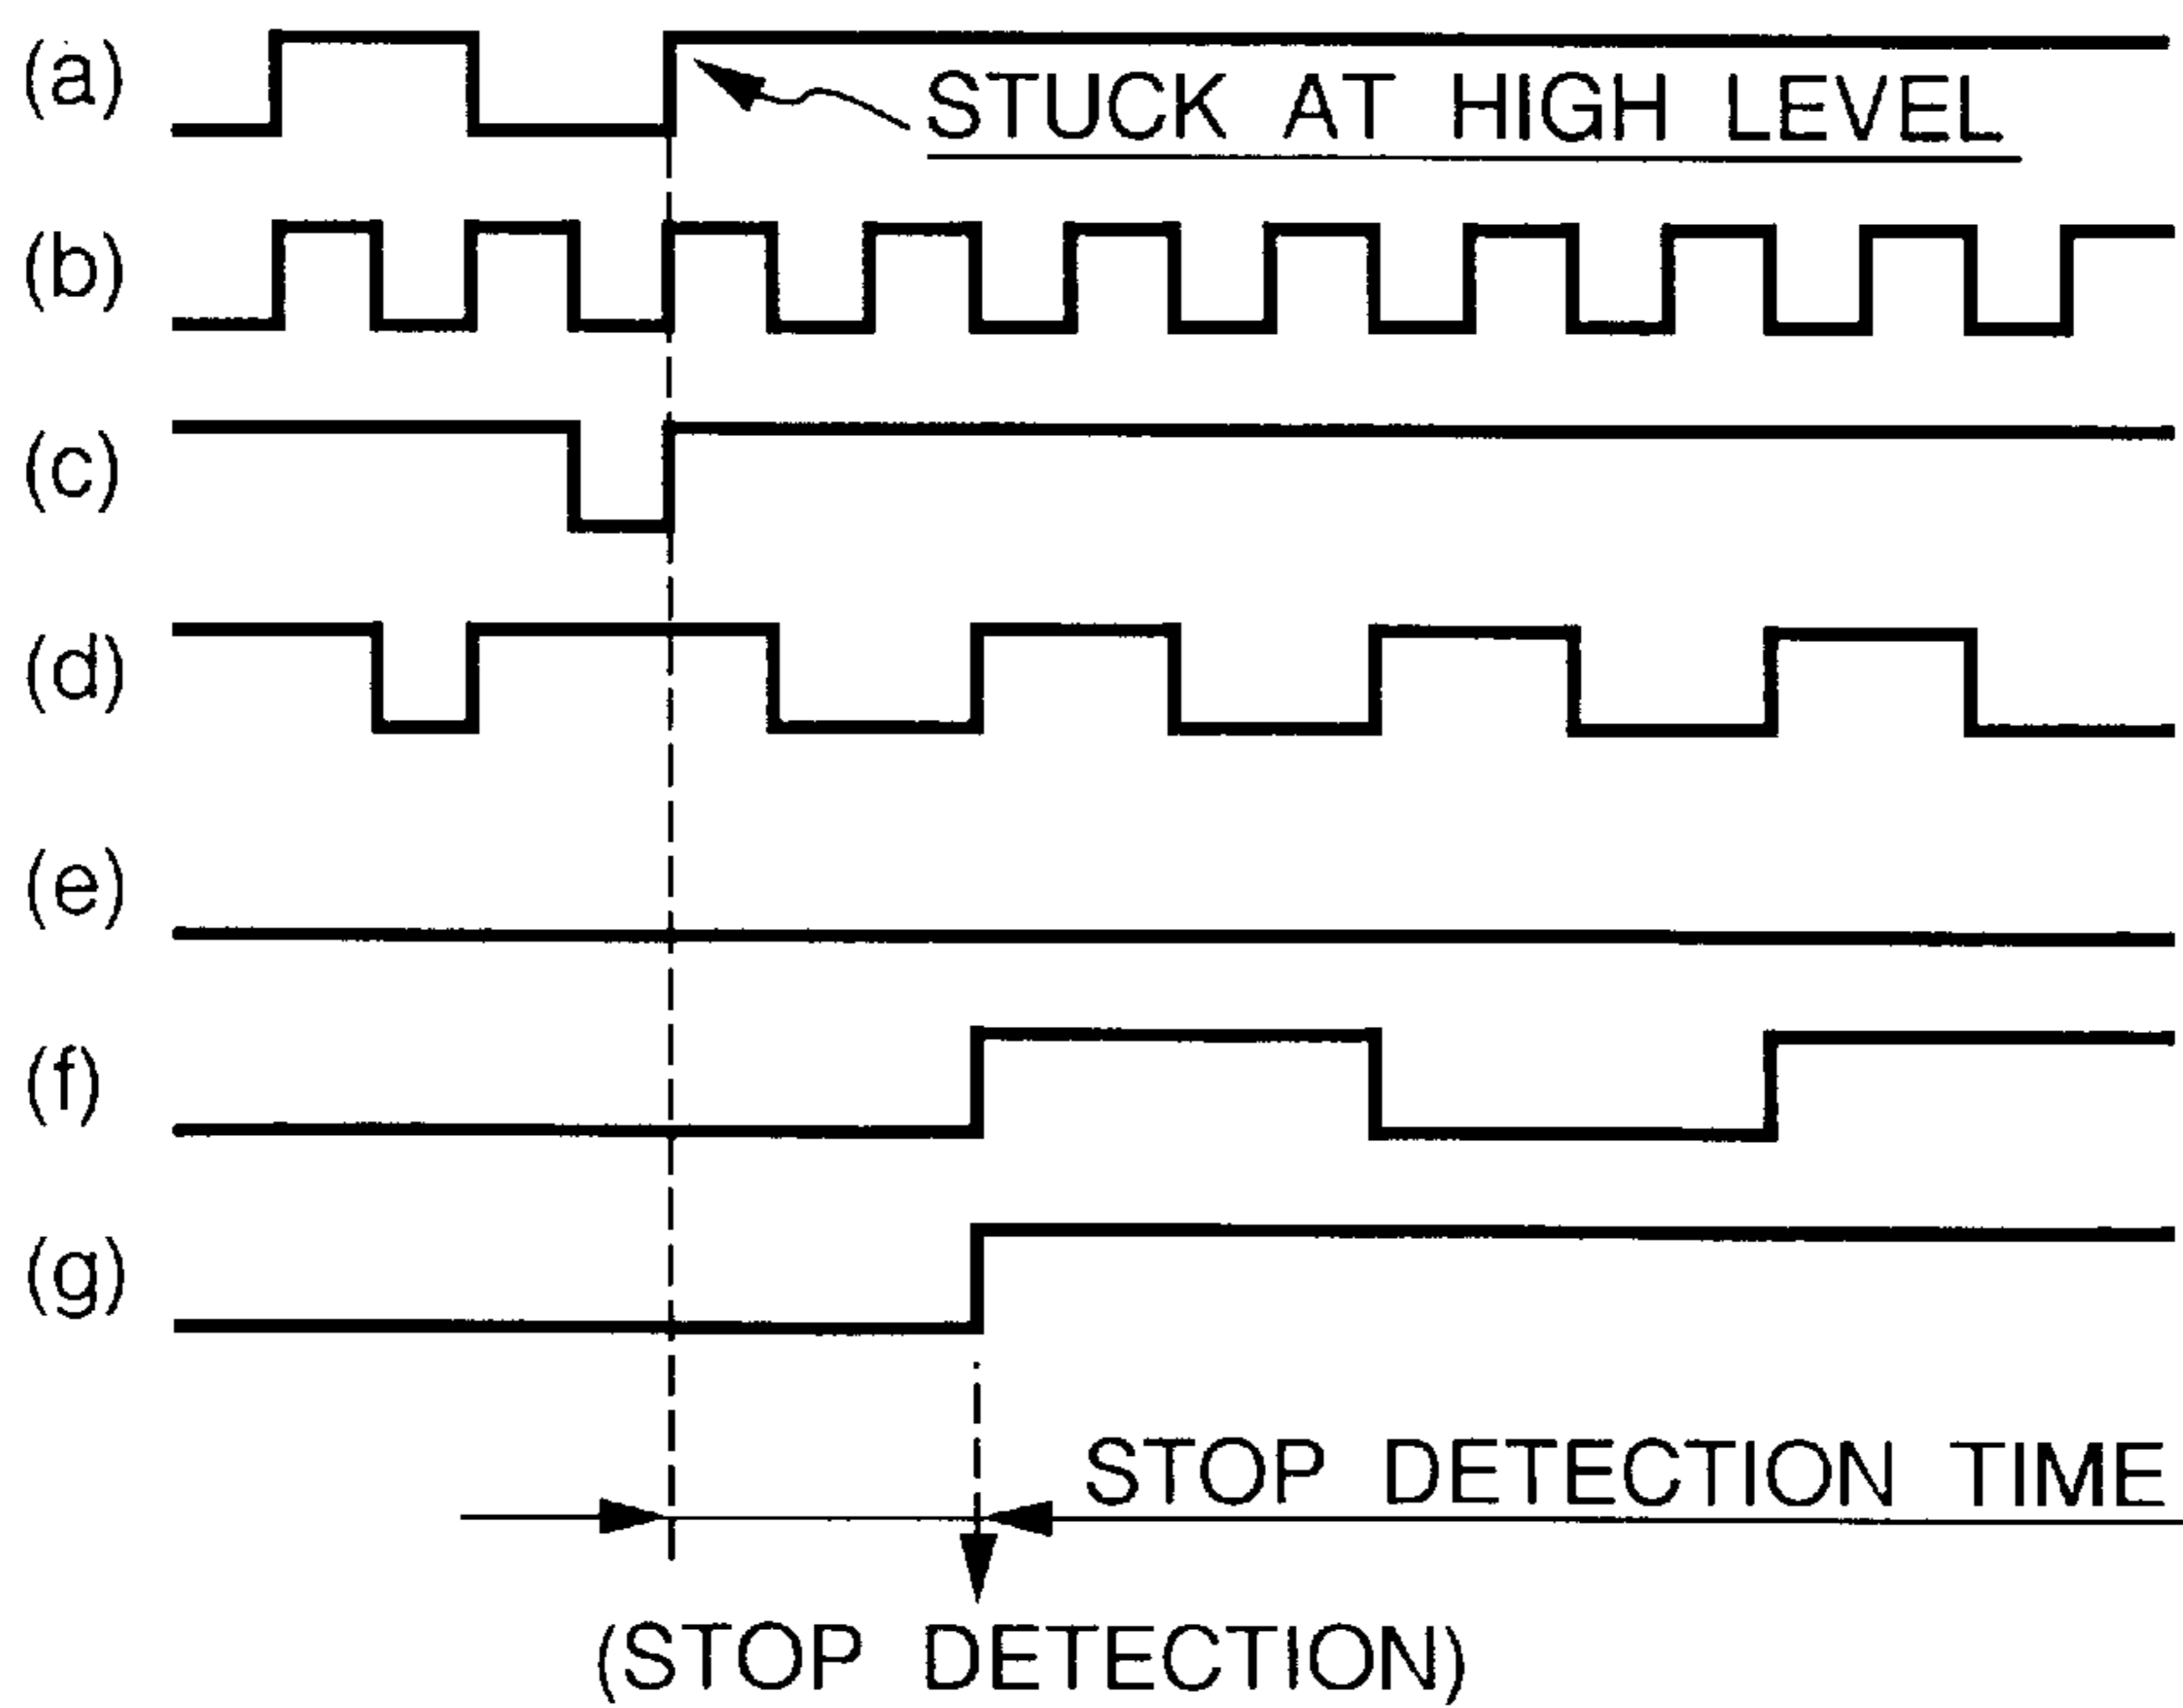 (a)
STUCK AT HIGH LEVEL
(b)
(c)
(d)
(e)
(f)
(g)
STOP DETECTION TIME
(STOP DETECTION)